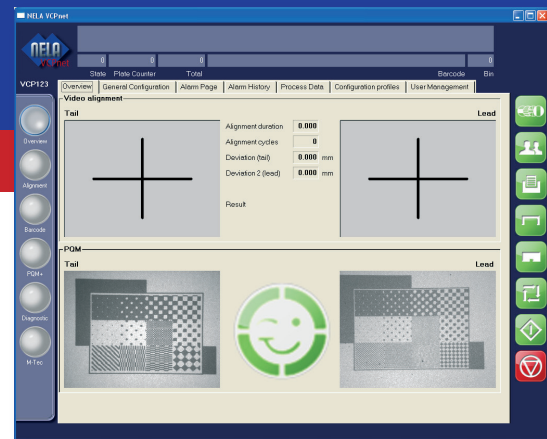 NELA VCPnet
NELA
VCPnet
0 0 0 0
State Plate Counter Total Barcode Bin
VCP123
Overview General Configuration Alarm Page Alarm History Process Data Configuration profiles User Management
Video alignment
Tail Lead
Alignment duration 0.000
Alignment cycles 0
Deviation (tail) 0.000 mm
Deviation 2 (lead) 0.000 mm
Result
Overview
Alignment
Barcode
PQM+
Diagnostic
M-Tec
PQM
Tail Lead